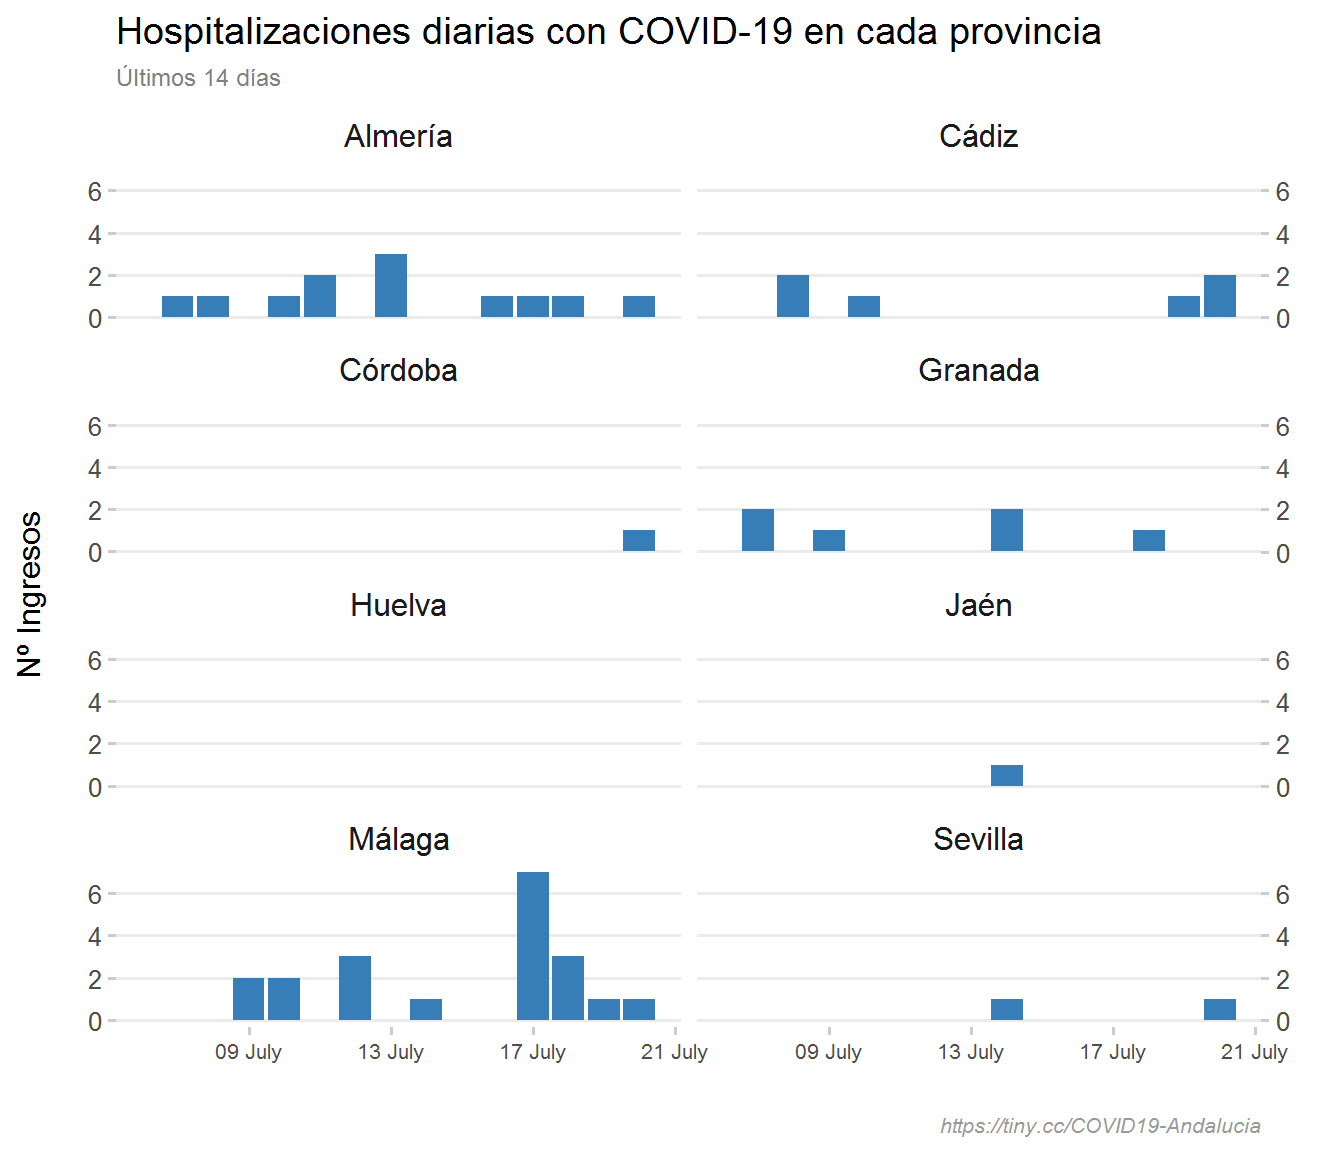 Hospitalizaciones diarias con COVID-19 en cada provincia
Últimos 14 días
Almería
Cádiz
6
4
2
0
6
4
2
0
Córdoba
Granada
6
4
2
0
6
4
2
0
Nº Ingresos
Huelva
Jaén
6
4
2
0
6
4
2
0
Málaga
Sevilla
6
4
2
0
6
4
2
0
09 July 13 July 17 July 21 July
09 July 13 July 17 July 21 July
https://tiny.cc/COVID19-Andalucia